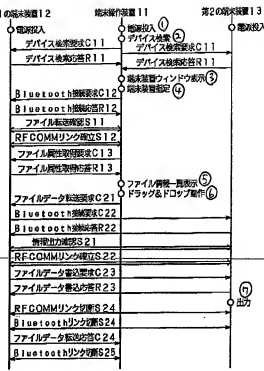 の端末装置12 端末操作装置11 第2の端末装置13
電源投入 電源投入① 電源投入
デバイス検索②
デバイス検索要求C11 デバイス検索要求C11
デバイス検索応答R11 デバイス検索応答R11
端末装置ウィンドウ表示③
端末装置指定④
Bluetooth接続要求C12
Bluetooth接続応答R12
ファイル転送確認S11
RFCOMMリンク確立S12
ファイル属性取得要求C13
ファイル属性取得応答R13
ファイル情報一覧表示⑤
ドラッグ&ドロップ動作⑥
ファイルデータ転送要求C21
Bluetooth接続要求C22
Bluetooth接続応答R22
情報出力確認S21
RFCOMMリンク確立S22
ファイルデータ書込要求C23
ファイルデータ書込応答R23
⑦
出力
RFCOMMリンク切断S24
Bluetoothリンク切断S24
ファイルデータ転送応答C24
Bluetoothリンク切断S25